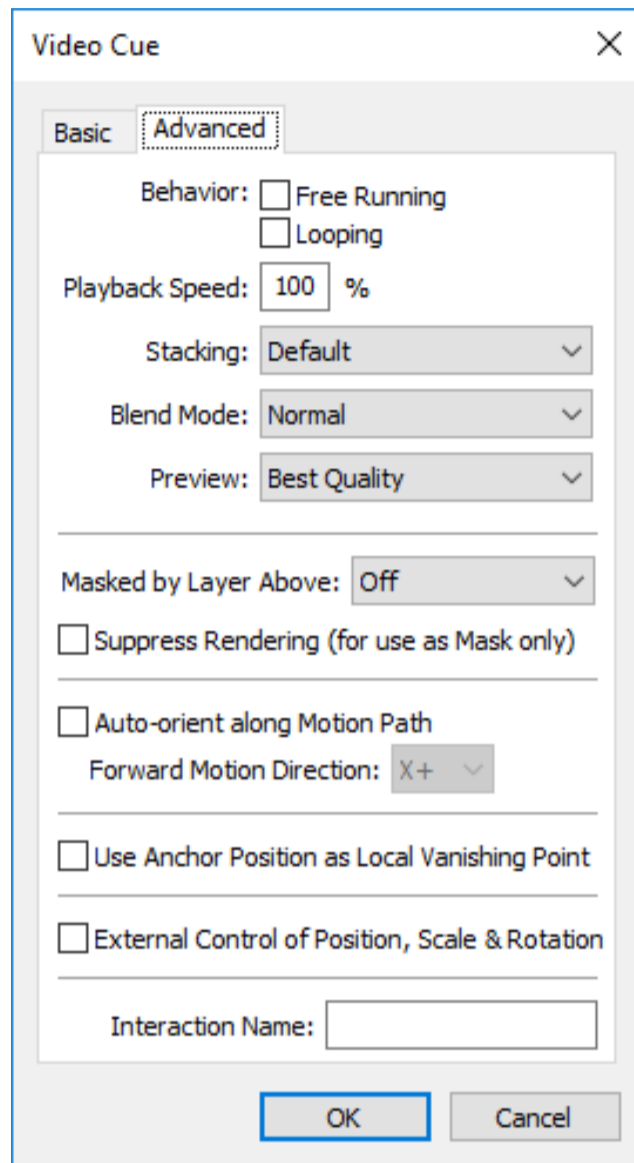 Video Cue
Basic
Advanced
Behavior: Free Running
Looping
Playback Speed: 100 %
Stacking: Default
Blend Mode: Normal
Preview: Best Quality
Masked by Layer Above: Off
Suppress Rendering (for use as Mask only)
Auto-orient along Motion Path
Forward Motion Direction: X+
Use Anchor Position as Local Vanishing Point
External Control of Position, Scale & Rotation
Interaction Name:
OK
Cancel